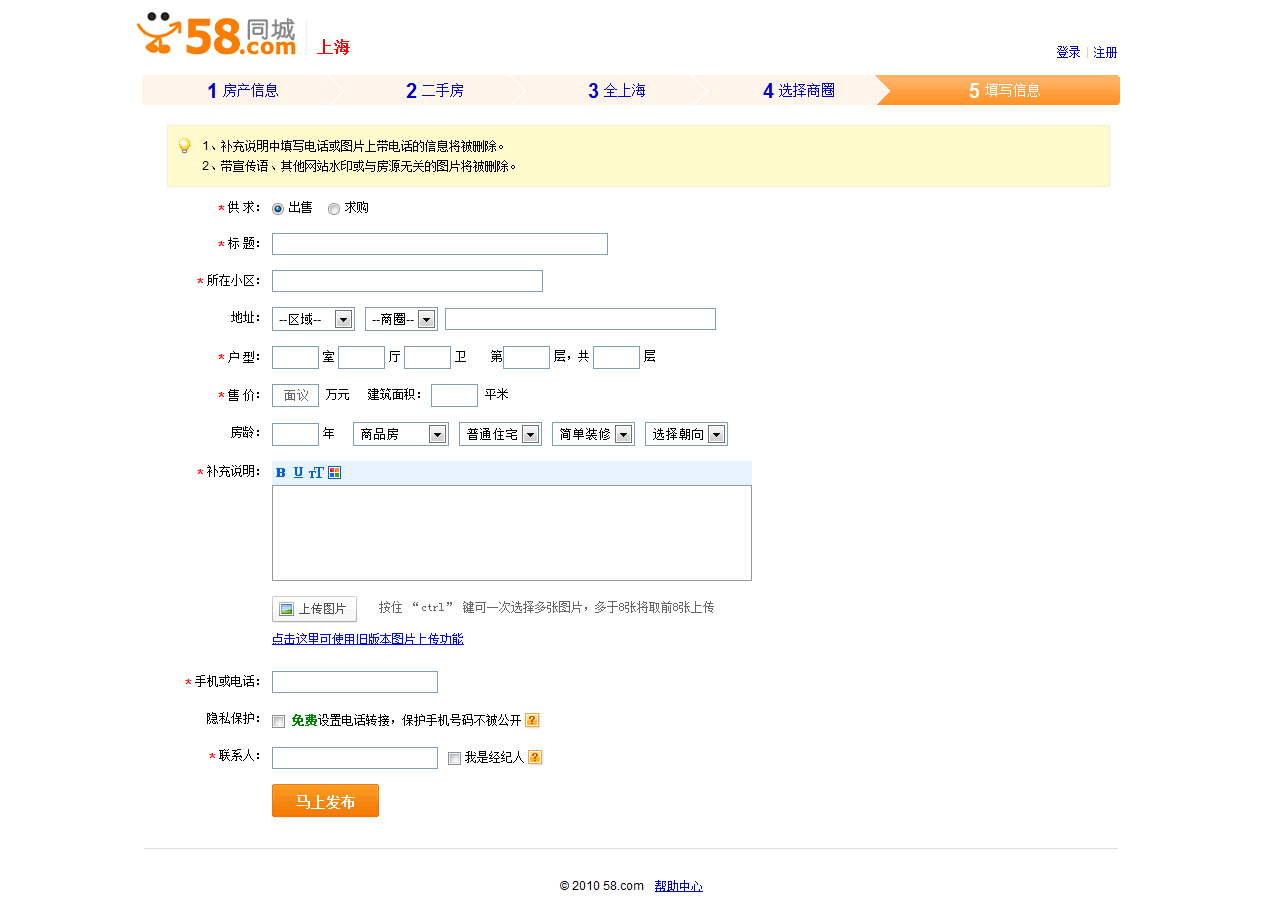 58同城.com 上海
登录 | 注册
1 房产信息 2 二手房 3 全上海 4 选择商圈 5 填写信息
1、补充说明中填写电话或图片上带电话的信息将被删除。
2、带宣传语、其他网站水印或与房源无关的图片将被删除。
* 供 求： 出售 求购
* 标 题：
* 所在小区：
地址： --区域-- --商圈--
* 户 型： 室 厅 卫 第 层，共 层
* 售 价： 面议 万元 建筑面积： 平米
房龄： 年 商品房 普通住宅 简单装修 选择朝向
* 补充说明： B U TT
上传图片 按住 “ctrl” 键可一次选择多张图片，多于8张将取前8张上传
点击这里可使用旧版本图片上传功能
* 手机或电话：
隐私保护： 免费设置电话转接，保护手机号码不被公开 ?
* 联系人： 我是经纪人 ?
马上发布
© 2010 58.com 帮助中心